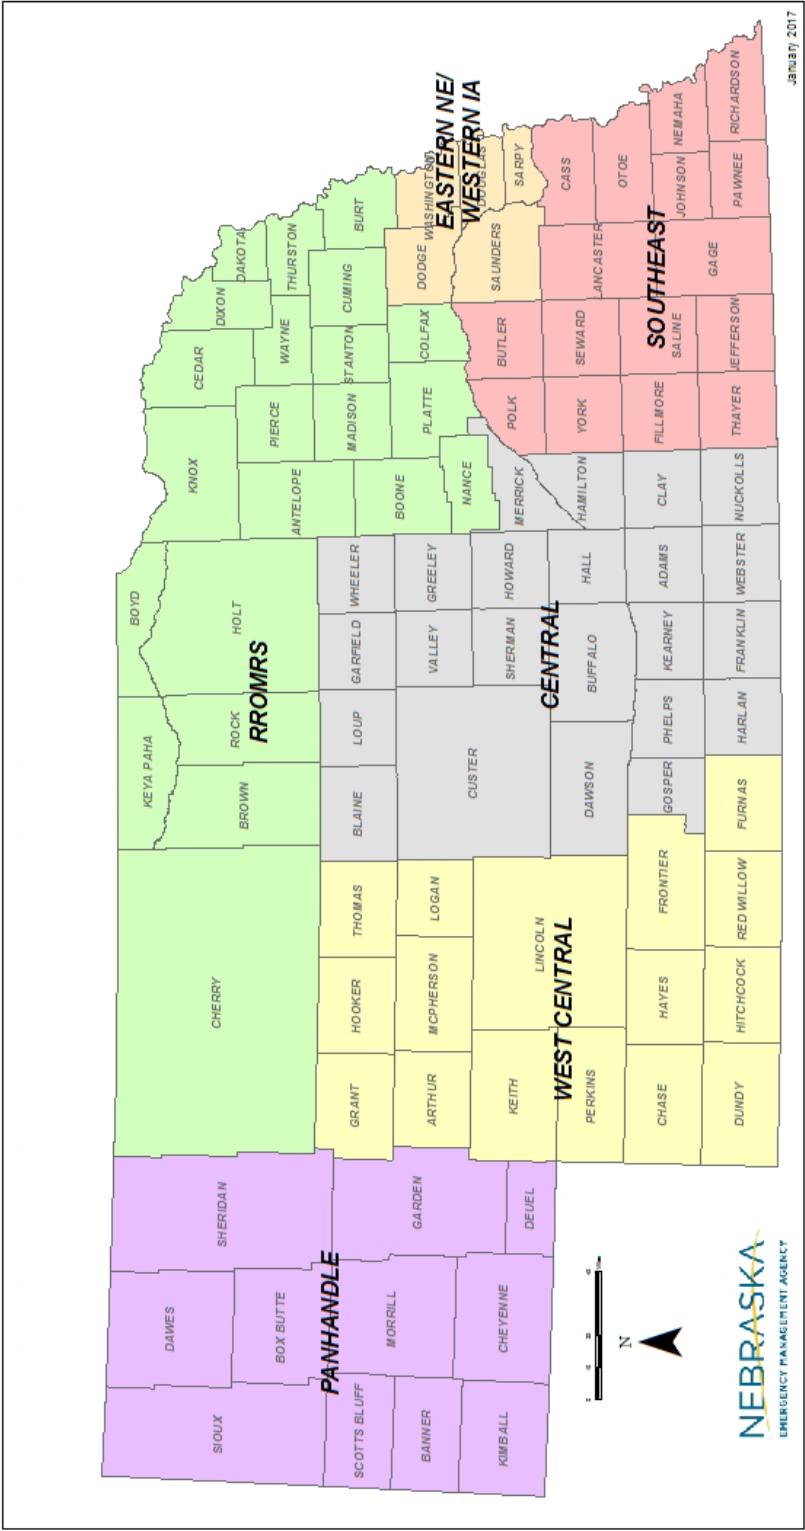 SIOUX
DAWES
BOX BUTTE
SHERIDAN
SCOTTS BLUFF
BANNER
KIMBALL
MORRILL
CHEYENNE
GARDEN
DEUEL
PANHANDLE
CHERRY
KEYA PAHA
BROWN
ROCK
BOYD
HOLT
RROMRS
KNOX
CEDAR
DIXON
DAKOTA
ANTELOPE
PIERCE
WAYNE
THURSTON
BOONE
MADISON
STANTON
CUMING
BURT
NANCE
PLATTE
COLFAX
GRANT
HOOKER
THOMAS
ARTHUR
MCPHERSON
LOGAN
KEITH
LINCOLN
PERKINS
WEST CENTRAL
CHASE
HAYES
FRONTIER
DUNDY
HITCHCOCK
RED WILLOW
FURNAS
BLAINE
LOUP
GARFIELD
WHEELER
CUSTER
VALLEY
GREELEY
SHERMAN
HOWARD
MERRICK
CENTRAL
DAWSON
BUFFALO
HALL
HAMILTON
GOSPER
PHELPS
KEARNEY
ADAMS
CLAY
HARLAN
FRANKLIN
WEBSTER
NUCKOLLS
DODGE
WASHINGTON
EASTERN NE/
WESTERN IA
DOUGLAS
SAUNDERS
SARPY
POLK
BUTLER
YORK
SEWARD
LANCASTER
CASS
OTOE
SOUTHEAST
FILLMORE
SALINE
GAGE
JOHNSON
NEMAHA
THAYER
JEFFERSON
PAWNEE
RICHARDSON
N
NEBRASKA
EMERGENCY MANAGEMENT AGENCY
January 2017